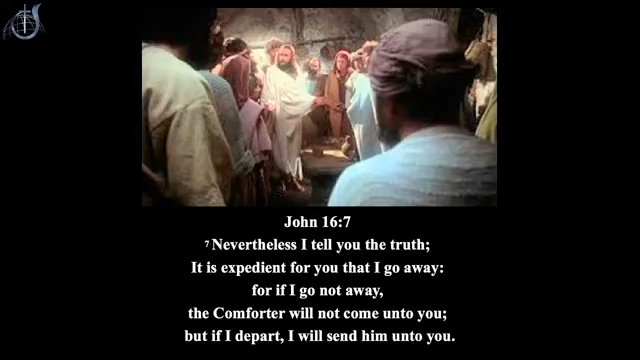 John 16:7
⁷ Nevertheless I tell you the truth;
It is expedient for you that I go away:
for if I go not away,
the Comforter will not come unto you;
but if I depart, I will send him unto you.